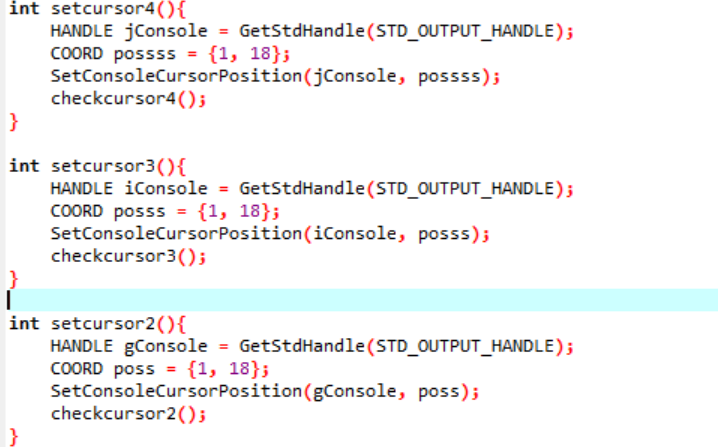 int setcursor4(){
HANDLE jConsole = GetStdHandle(STD_OUTPUT_HANDLE);
COORD possss = {1, 18};
SetConsoleCursorPosition(jConsole, possss);
checkcursor4();
}
int setcursor3(){
HANDLE iConsole = GetStdHandle(STD_OUTPUT_HANDLE);
COORD posss = {1, 18};
SetConsoleCursorPosition(iConsole, posss);
checkcursor3();
}
int setcursor2(){
HANDLE gConsole = GetStdHandle(STD_OUTPUT_HANDLE);
COORD poss = {1, 18};
SetConsoleCursorPosition(gConsole, poss);
checkcursor2();
}